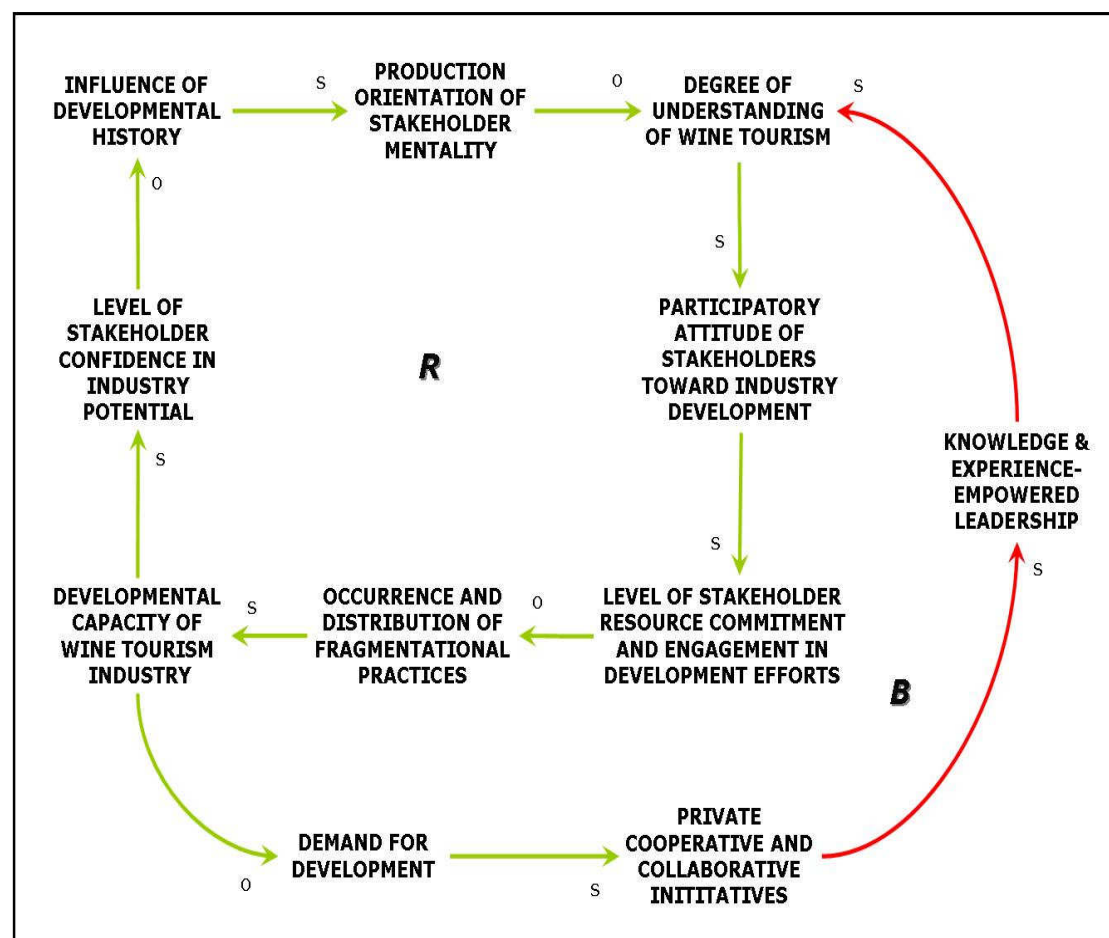 INFLUENCE OF
DEVELOPMENTAL
HISTORY
S
PRODUCTION
ORIENTATION OF
STAKEHOLDER
MENTALITY
O
DEGREE OF
UNDERSTANDING
OF WINE TOURISM
S
O
S
LEVEL OF
STAKEHOLDER
CONFIDENCE IN
INDUSTRY
POTENTIAL
R
PARTICIPATORY
ATTITUDE OF
STAKEHOLDERS
TOWARD INDUSTRY
DEVELOPMENT
KNOWLEDGE &
EXPERIENCE-
EMPOWERED
LEADERSHIP
S
S
S
DEVELOPMENTAL
CAPACITY OF
WINE TOURISM
INDUSTRY
S
OCCURRENCE AND
DISTRIBUTION OF
FRAGMENTATIONAL
PRACTICES
O
LEVEL OF STAKEHOLDER
RESOURCE COMMITMENT
AND ENGAGEMENT IN
DEVELOPMENT EFFORTS
B
O
DEMAND FOR
DEVELOPMENT
S
PRIVATE
COOPERATIVE AND
COLLABORATIVE
INITITATIVES